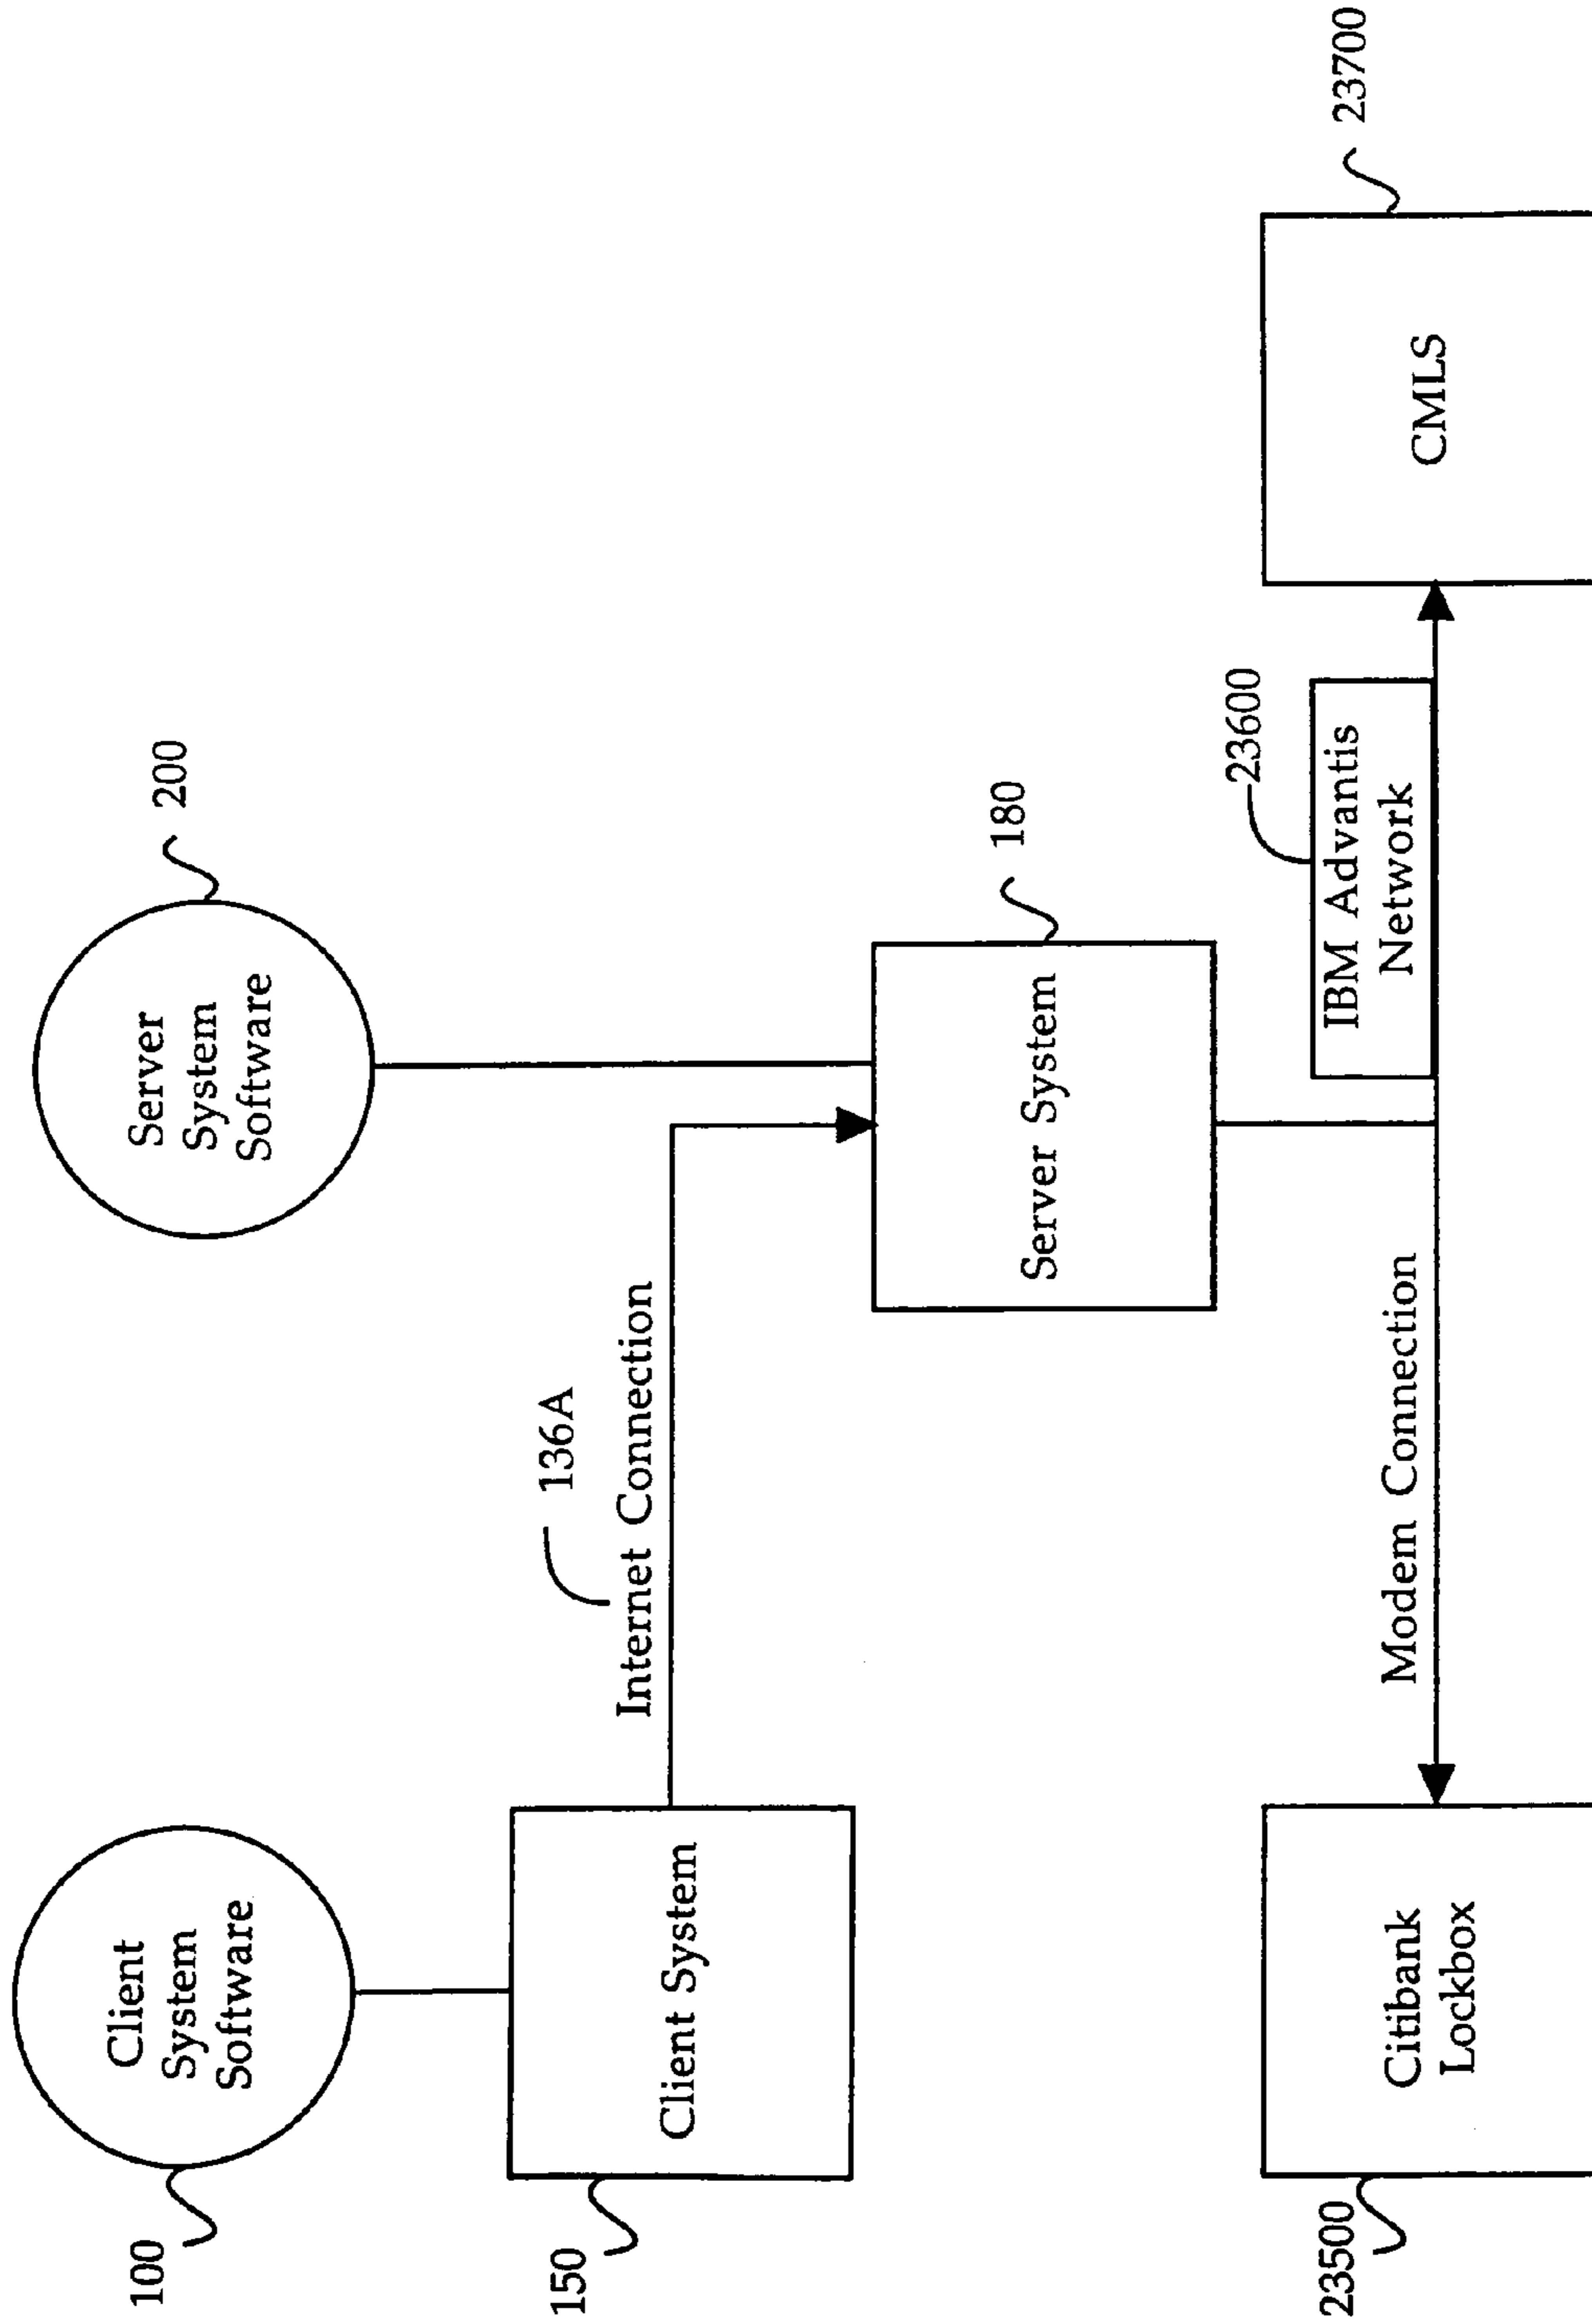 100
Client
System
Software
Server
System
Software
200
136A
Internet Connection
150
Client System
Server System
180
23500
Citibank
Lockbox
Modem Connection
23600
IBM Advantis
Network
CMLS
23700